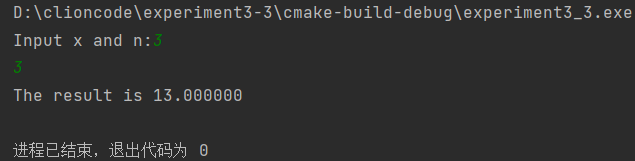 D:\clioncode\experiment3-3\cmake-build-debug\experiment3_3.exe
Input x and n:3
3
The result is 13.000000
进程已结束，退出代码为 0